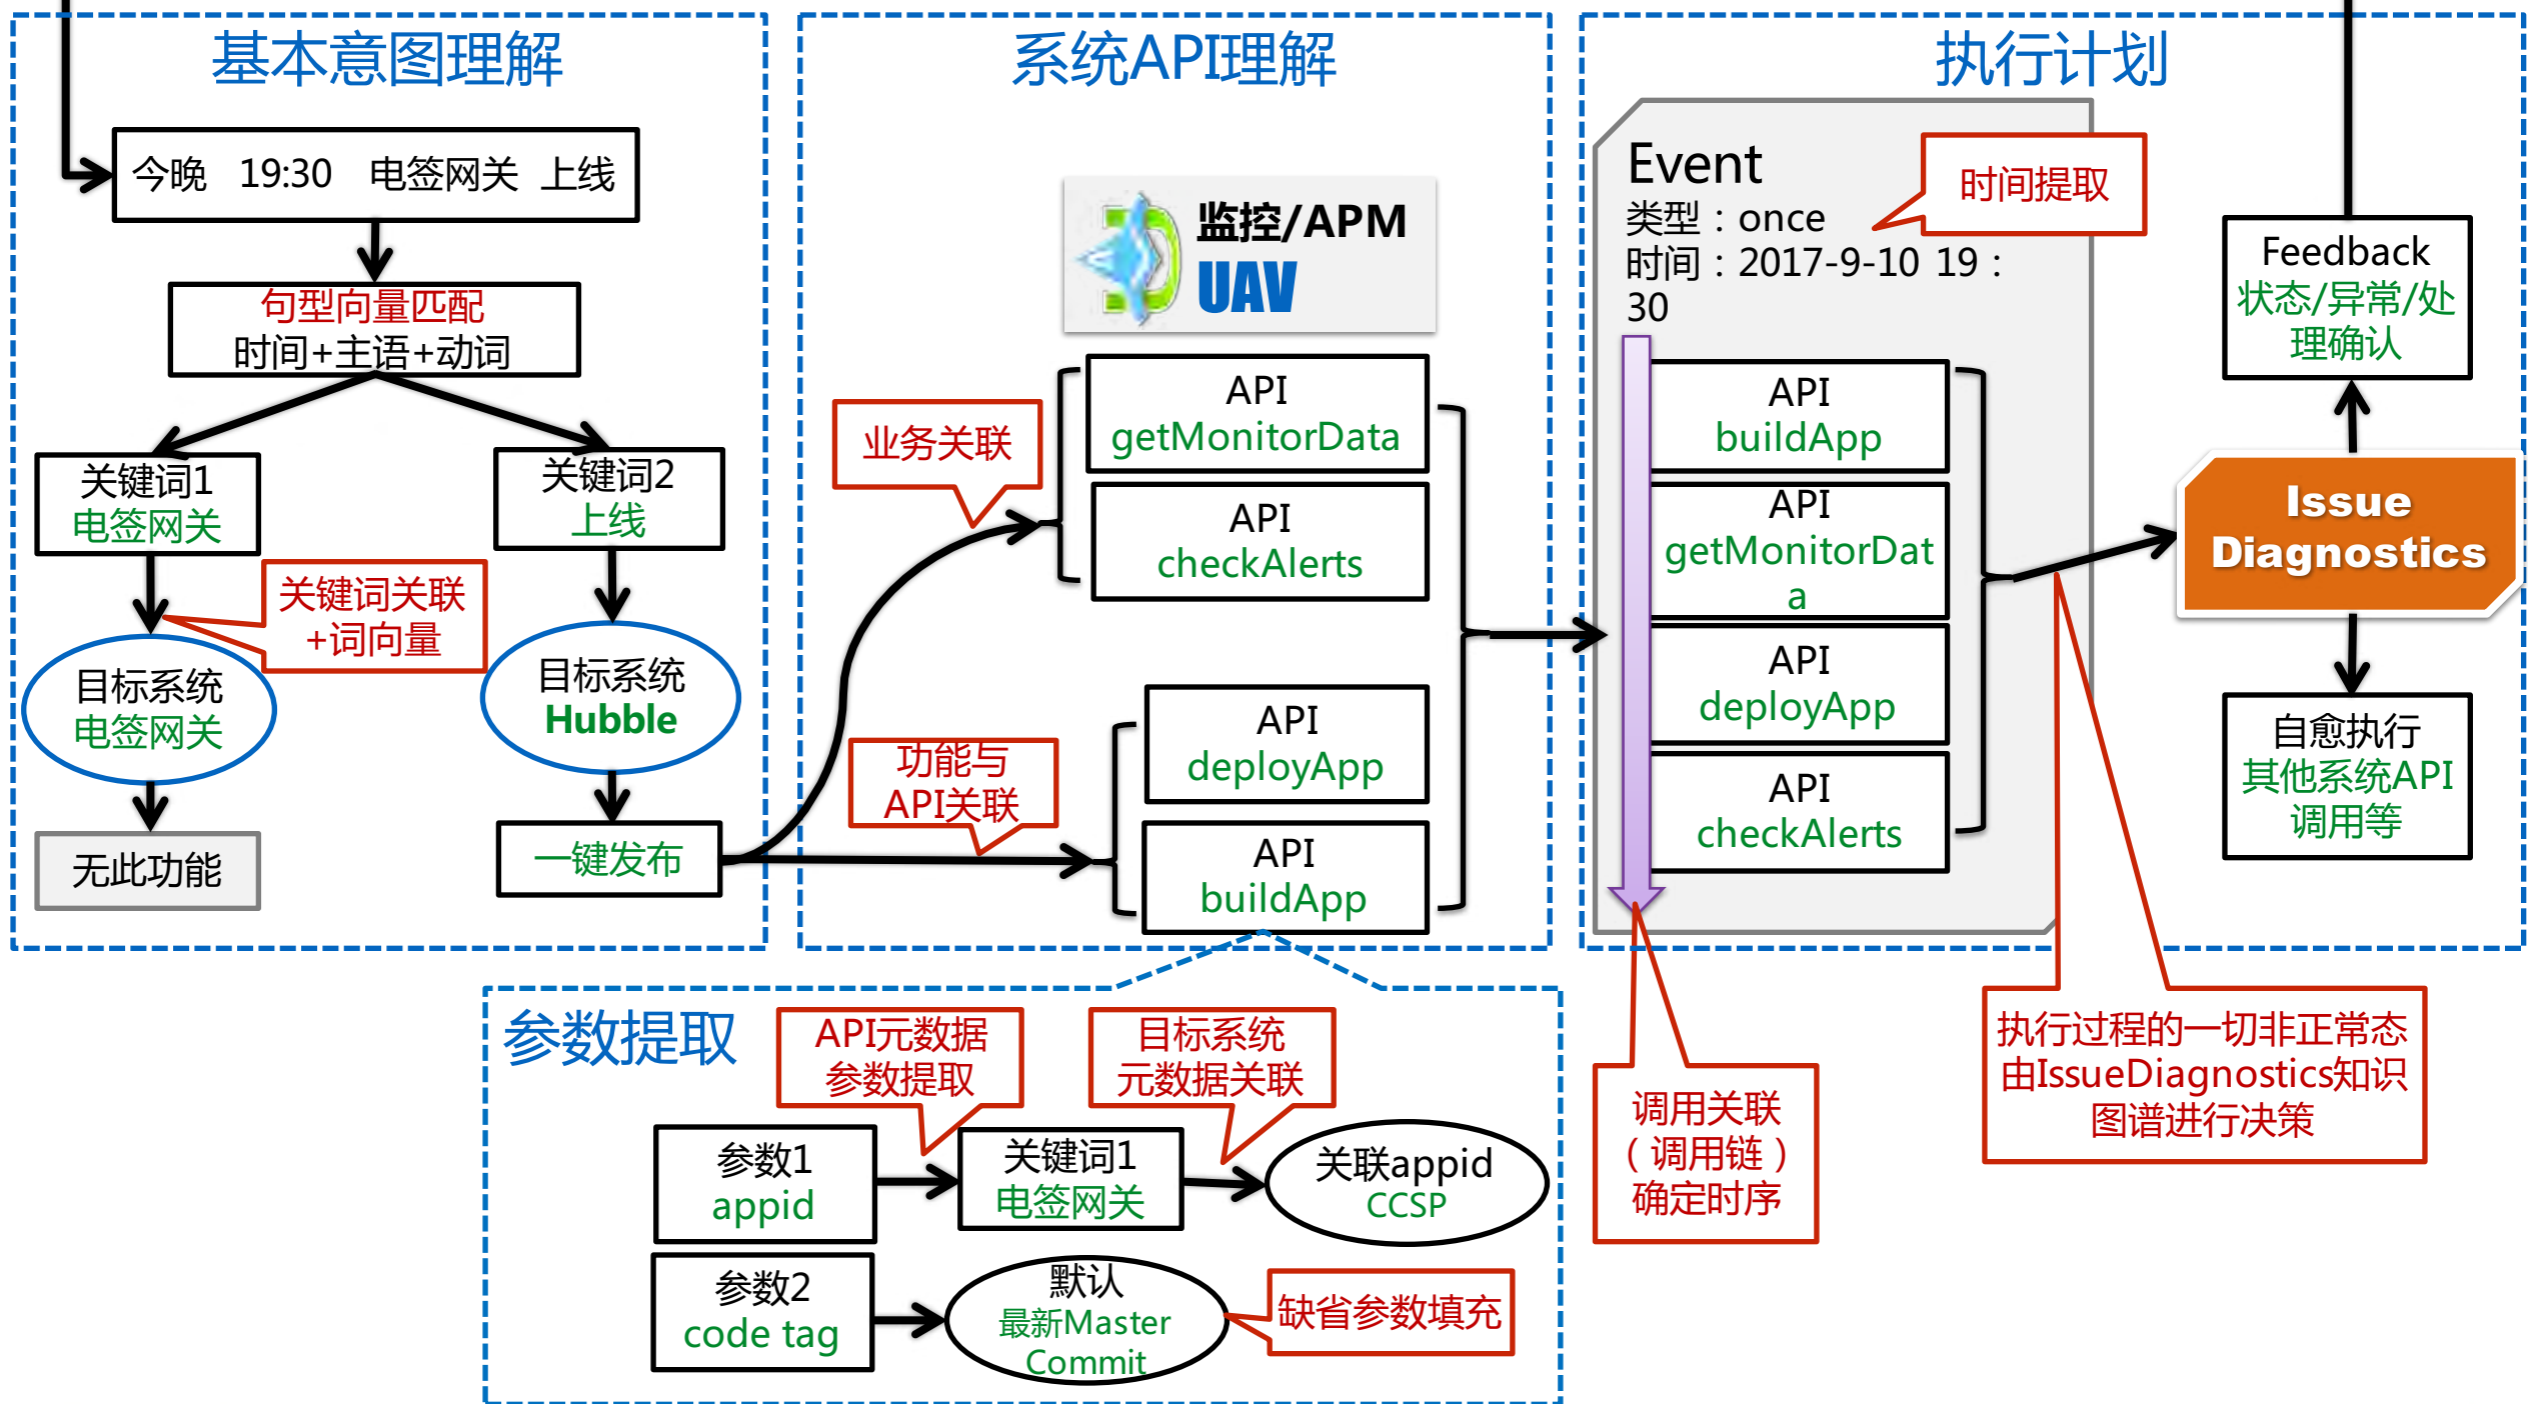 基本意图理解
今晚 19:30 电签网关 上线
句型向量匹配
时间+主语+动词
关键词1
电签网关
关键词2
上线
关键词关联
+词向量
目标系统
电签网关
目标系统
Hubble
无此功能
一键发布
系统API理解
监控/APM
UAV
业务关联
API
getMonitorData
API
checkAlerts
功能与
API关联
API
deployApp
API
buildApp
执行计划
Event
类型：once
时间：2017-9-10 19：
30
时间提取
API
buildApp
API
getMonitorDat
a
API
deployApp
API
checkAlerts
Feedback
状态/异常/处
理确认
Issue
Diagnostics
自愈执行
其他系统API
调用等
参数提取
API元数据
参数提取
目标系统
元数据关联
参数1
appid
关键词1
电签网关
关联appid
CCSP
参数2
code tag
默认
最新Master
Commit
缺省参数填充
调用关联
（调用链）
确定时序
执行过程的一切非正常态
由IssueDiagnostics知识
图谱进行决策